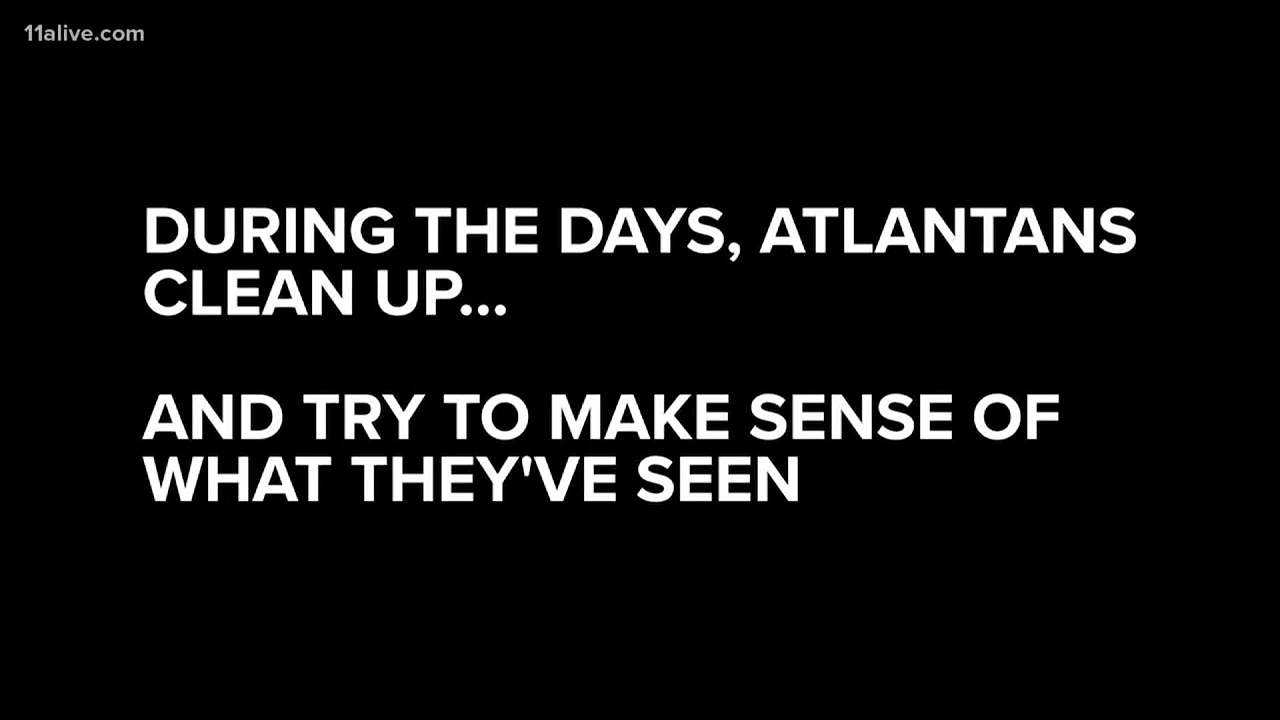 11alive.com
DURING THE DAYS, ATLANTANS
CLEAN UP...
AND TRY TO MAKE SENSE OF
WHAT THEY'VE SEEN